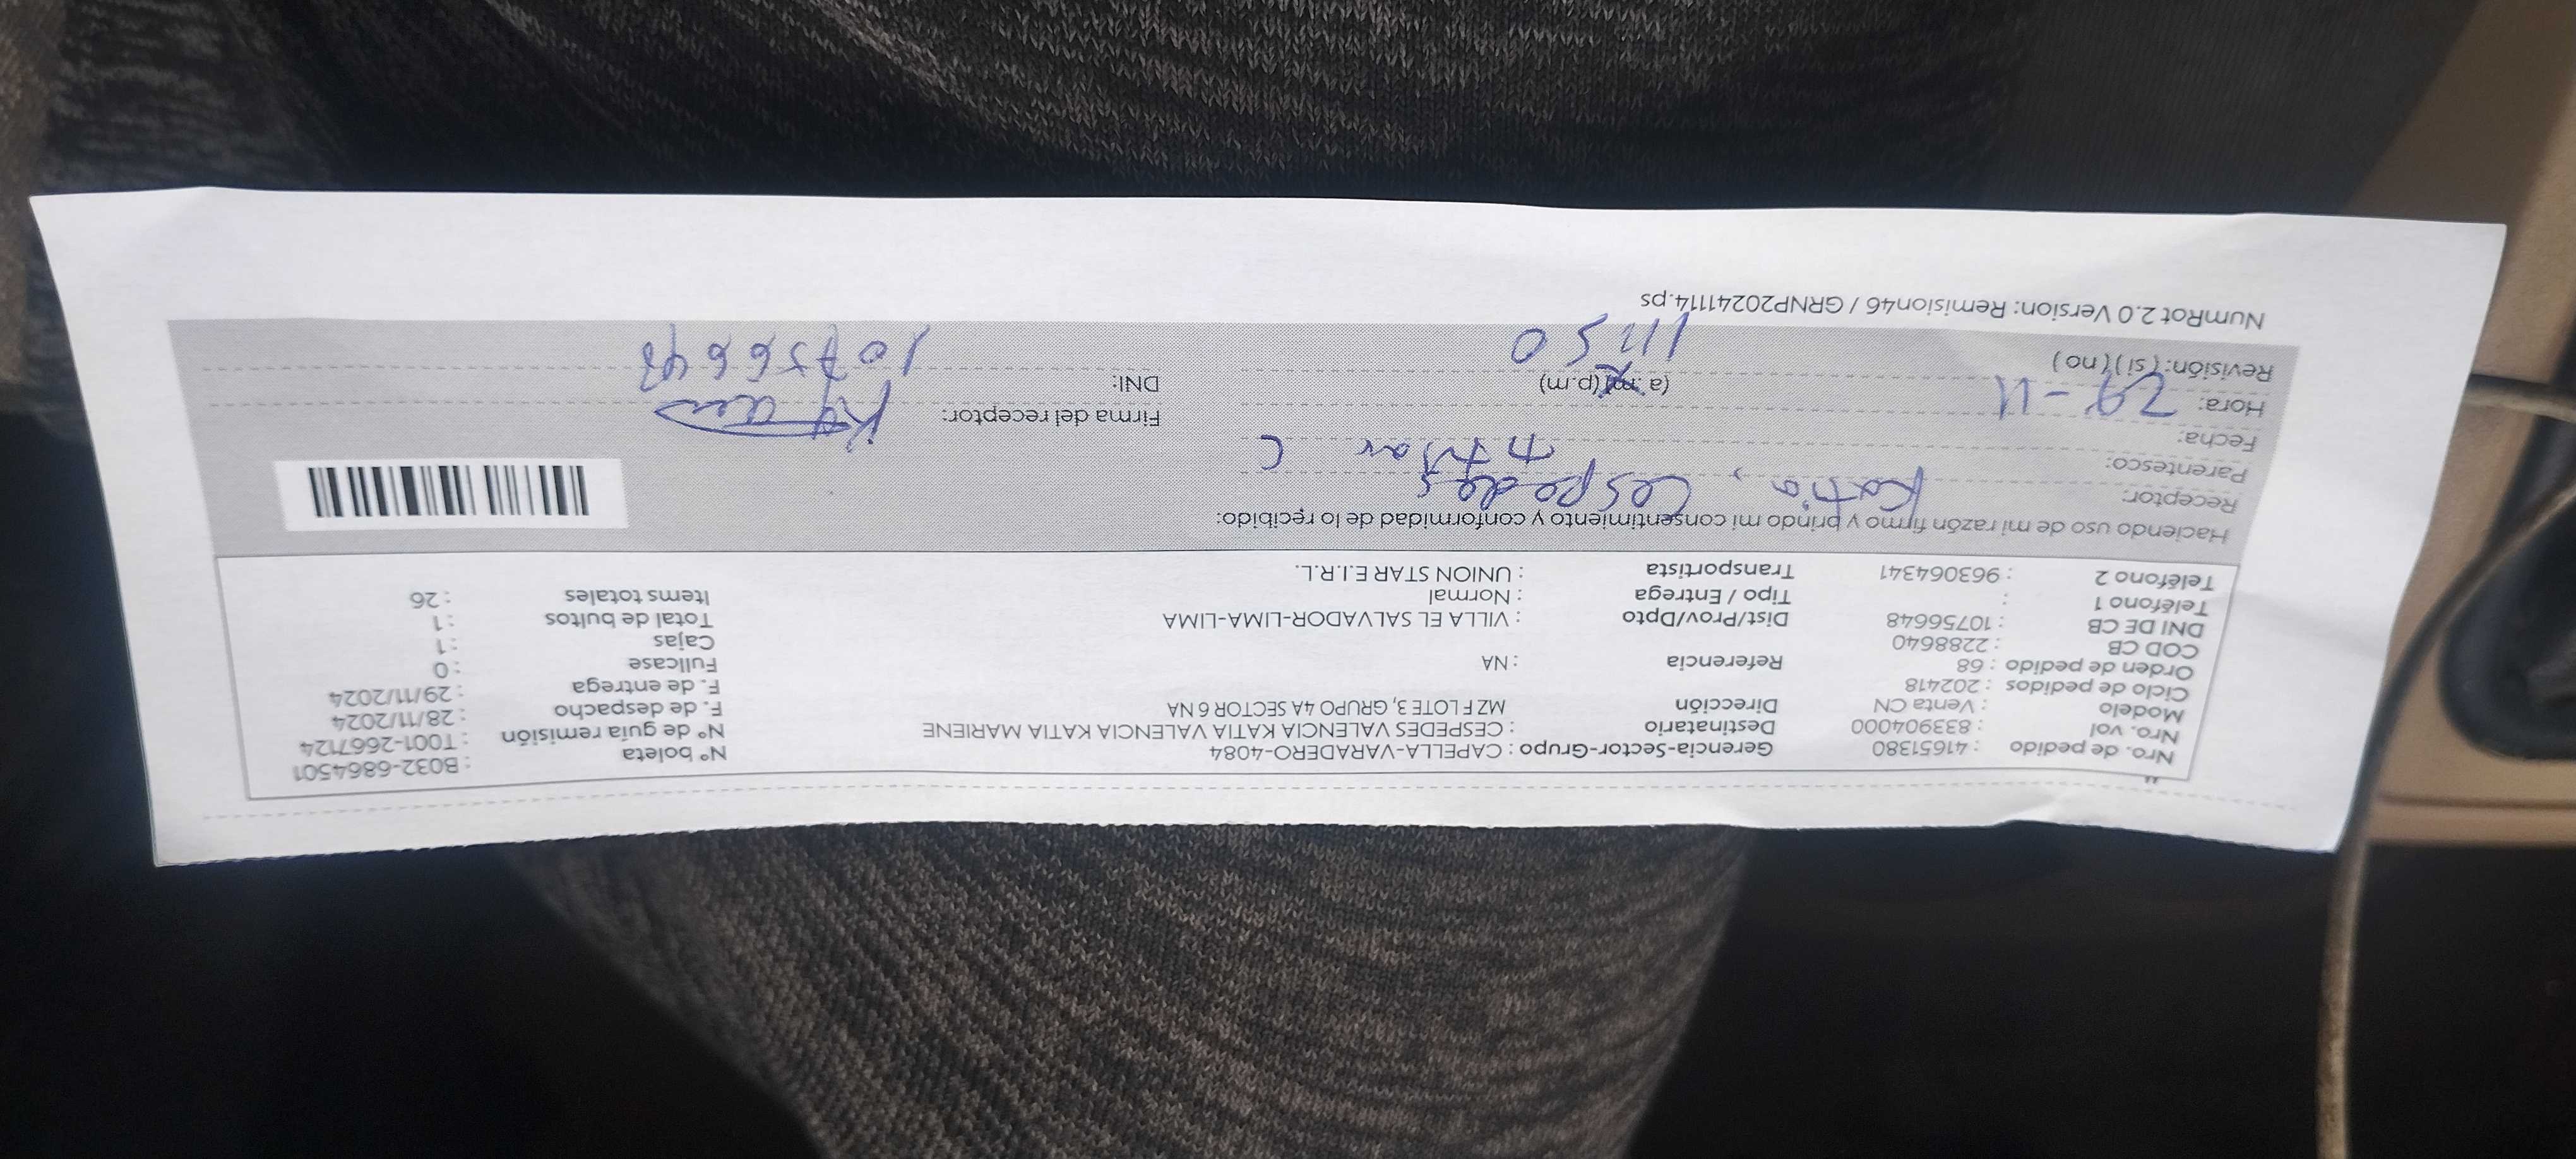 Nro. de pedido : 41651380 Gerencia-Sector-Grupo : CAPELLA-VARADERO-4084 N° boleta : B032-6864501
Nro. vol : 833904000 Destinatario : CESPEDES VALENCIA KATIA VALENCIA KATIA MARIENE N° de guía remisión : T001-2667124
Modelo : Venta CN Dirección MZ F LOTE 3, GRUPO 4A SECTOR 6 NA F. de despacho : 28/11/2024
Ciclo de pedidos : 202418 F. de entrega : 29/11/2024
Orden de pedido : 68 Referencia : NA Fullcase : 0
COD CB : 2288640 Cajas : 1
DNI DE CB : 10756648 Dist/Prov/Dpto : VILLA EL SALVADOR-LIMA-LIMA Total de bultos : 1
Teléfono 1 : Tipo / Entrega : Normal Items totales : 26
Teléfono 2 : 963064341 Transportista : UNION STAR E.I.R.L.
Haciendo uso de mi razón firmo y brindo mi consentimiento y conformidad de lo recibido:
Receptor: Katia, Cespedes
Parentesco:
Fecha: Firma del receptor:
Hora: 29-11 (a.m)(p.m) DNI: 10756648
Revisión: (si) (no) 11:50
NumRot 2.0 Version: Remision46 / GRNP20241114.ps